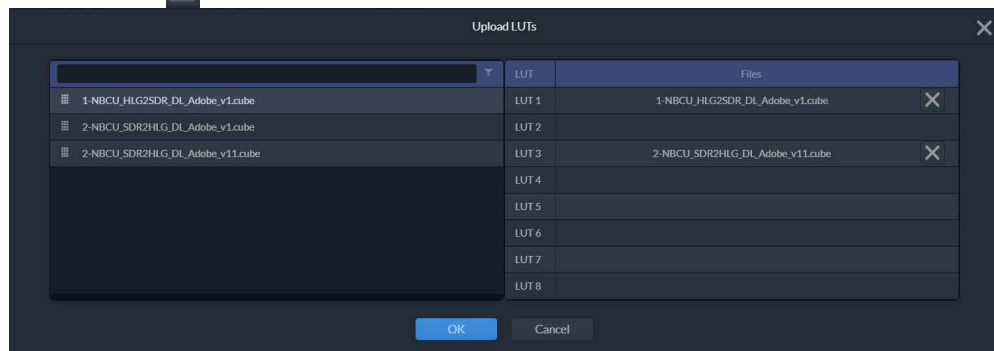 Upload LUTs
LUT Files
1-NBCU_HLG2SDR_DL_Adobe_v1.cube LUT 1 1-NBCU_HLG2SDR_DL_Adobe_v1.cube
2-NBCU_SDR2HLG_DL_Adobe_v1.cube LUT 2
2-NBCU_SDR2HLG_DL_Adobe_v11.cube LUT 3 2-NBCU_SDR2HLG_DL_Adobe_v11.cube
LUT 4
LUT 5
LUT 6
LUT 7
LUT 8
OK Cancel